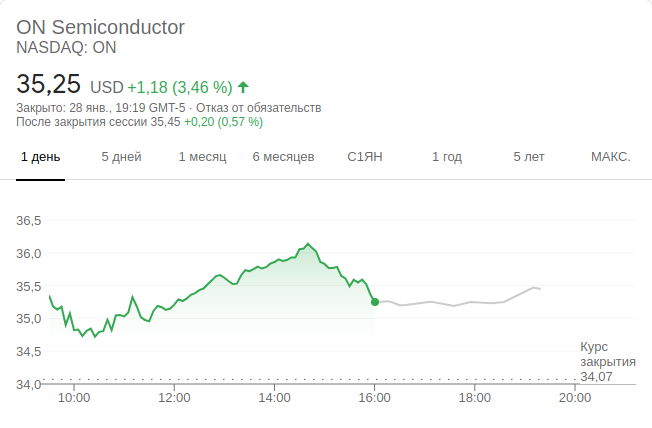 ON Semiconductor
NASDAQ: ON
35,25 USD +1,18 (3,46 %)
Закрыто: 28 янв., 19:19 GMT-5 · Отказ от обязательств
После закрытия сессии 35,45 +0,20 (0,57 %)
1 день 5 дней 1 месяц 6 месяцев С1ЯН 1 год 5 лет МАКС.
36,5
36,0
35,5
35,0
34,5
Курс
закрытия
34,07
34,0
10:00 12:00 14:00 16:00 18:00 20:00